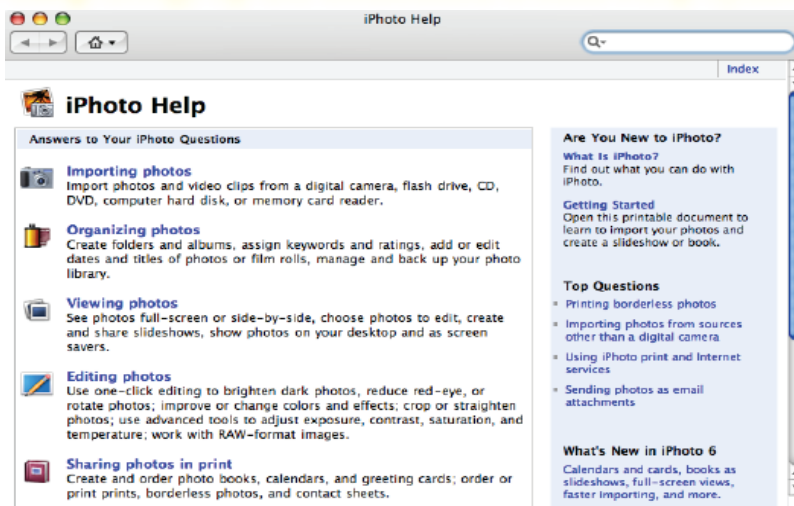 iPhoto Help
Index
iPhoto Help
Answers to Your iPhoto Questions
Importing photos
Import photos and video clips from a digital camera, flash drive, CD,
DVD, computer hard disk, or memory card reader.
Organizing photos
Create folders and albums, assign keywords and ratings, add or edit
dates and titles of photos or film rolls, manage and back up your photo
library.
Viewing photos
See photos full-screen or side-by-side, choose photos to edit, create
and share slideshows, show photos on your desktop and as screen
savers.
Editing photos
Use one-click editing to brighten dark photos, reduce red-eye, or
rotate photos; improve or change colors and effects; crop or straighten
photos; use advanced tools to adjust exposure, contrast, saturation, and
temperature; work with RAW-format images.
Sharing photos in print
Create and order photo books, calendars, and greeting cards; order or
print prints, borderless photos, and contact sheets.
Are You New to iPhoto?
What Is iPhoto?
Find out what you can do with
iPhoto.
Getting Started
Open this printable document to
learn to import your photos and
create a slideshow or book.
Top Questions
Printing borderless photos
Importing photos from sources
other than a digital camera
Using iPhoto print and Internet
services
Sending photos as email
attachments
What's New in iPhoto 6
Calendars and cards, books as
slideshows, full-screen views,
faster importing, and more.